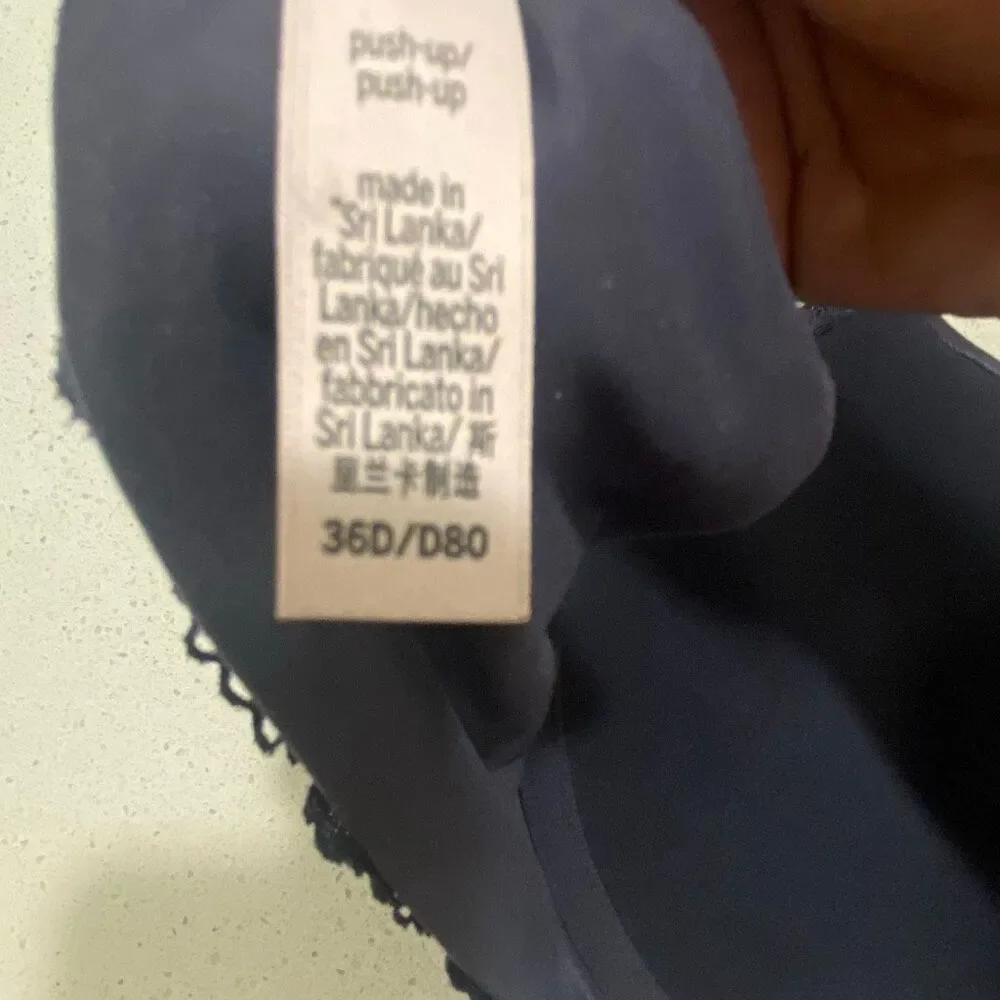 push-up/
push-up
made in
Sri Lanka/
fabriqué au Sri
Lanka/hecho
en Sri Lanka/
fabbricato in
Sri Lanka/ 斯
里兰卡制造
36D/D80